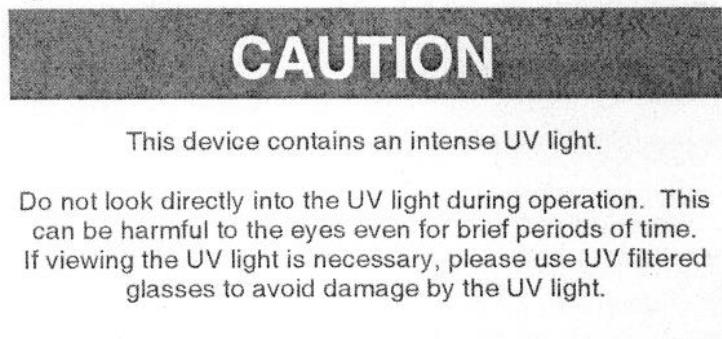 CAUTION
This device contains an intense UV light.
Do not look directly into the UV light during operation. This
can be harmful to the eyes even for brief periods of time.
If viewing the UV light is necessary, please use UV filtered
glasses to avoid damage by the UV light.